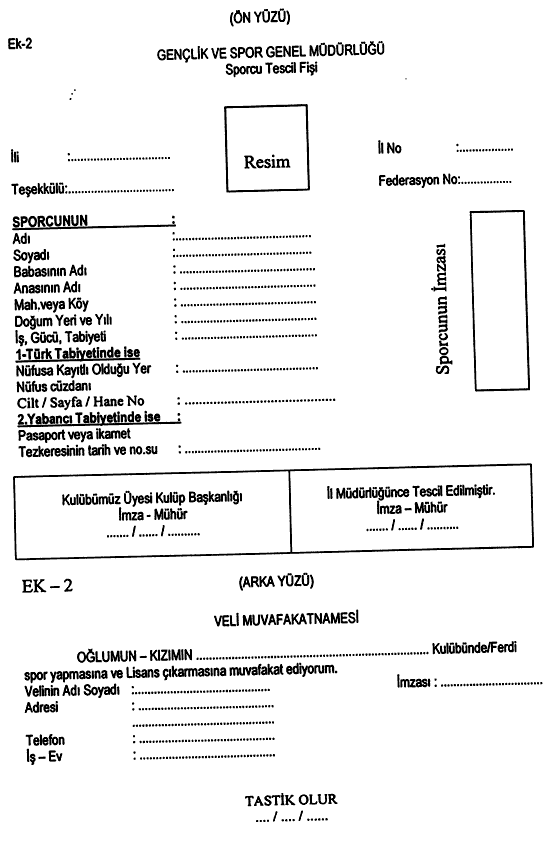 (ÖN YÜZÜ)
Ek-2
GENÇLİK VE SPOR GENEL MÜDÜRLÜĞÜ
Sporcu Tescil Fişi
Resim
İli :..............................
İl No :................
Teşekkülü:................................
Federasyon No:...............
SPORCUNUN :
Adı :.........................................
Soyadı :.........................................
Babasının Adı :.........................................
Anasının Adı :.........................................
Mah.veya Köy :.........................................
Doğum Yeri ve Yılı :.........................................
İş, Gücü, Tabiyeti :.........................................
1-Türk Tabiyetinde ise
Nüfusa Kayıtlı Olduğu Yer :.........................................
Nüfus cüzdanı
Cilt / Sayfa / Hane No :.............................................
2.Yabancı Tabiyetinde ise :
Pasaport veya ikamet
Tezkeresinin tarih ve no.su :.........................................
Sporcunun İmzası
Kulübümüz Üyesi Kulüp Başkanlığı
İmza - Mühür
....... / ...... / ..........
İl Müdürlüğünce Tescil Edilmiştir.
İmza – Mühür
....... / ...... / ..........
EK – 2
(ARKA YÜZÜ)
VELİ MUVAFAKATNAMESİ
OĞLUMUN – KIZIMIN ...................................................................... Kulübünde/Ferdi
spor yapmasına ve Lisans çıkarmasına muvafakat ediyorum.
Velinin Adı Soyadı :.........................................
İmzası : ...............................
Adresi : .........................................
.........................................
Telefon : .........................................
İş – Ev : .........................................
TASTİK OLUR
.... / .... / ......